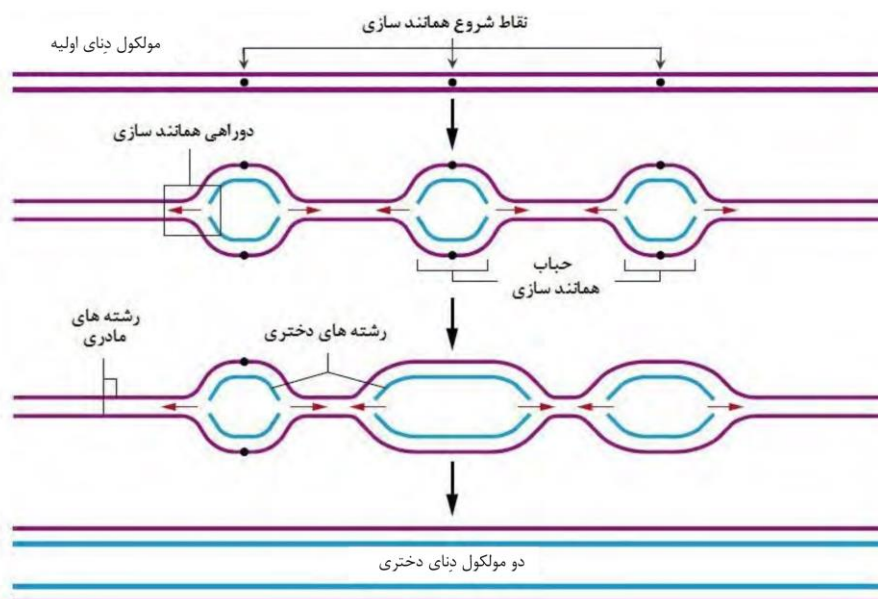 نقاط شروع همانند سازی
مولکول دِنای اولیه
دوراهی همانند سازی
حباب
همانند سازی
رشته های
مادری
رشته های دختری
دو مولکول دِنای دختری